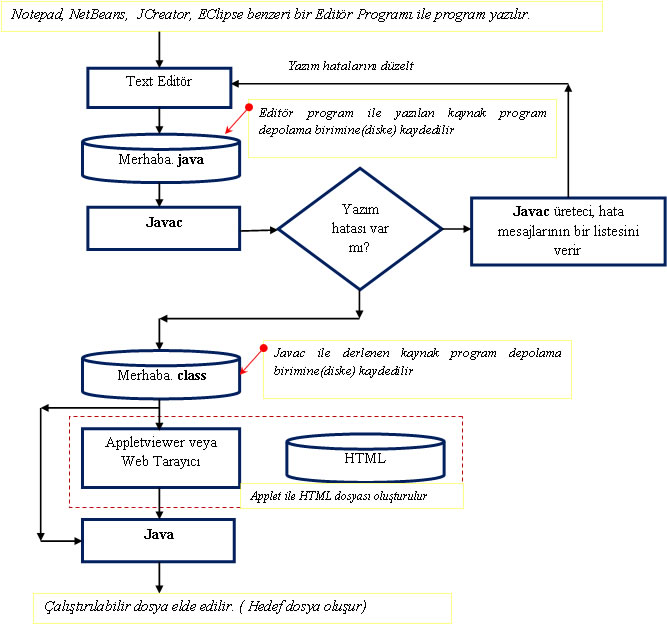 Notepad, NetBeans, JCreator, EClipse benzeri bir Editör Programı ile program yazılır.
Yazım hatalarını düzelt
Text Editör
Editör program ile yazılan kaynak program
depolama birimine(diske) kaydedilir
Merhaba. java
Javac
Yazım
hatası var
mı?
Javac üreteci, hata
mesajlarının bir listesini
verir
Javac ile derlenen kaynak program depolama
birimine(diske) kaydedilir
Merhaba. class
Appletviewer veya
Web Tarayıcı
HTML
Applet ile HTML dosyası oluşturulur
Java
Çalıştırılabilir dosya elde edilir. ( Hedef dosya oluşur)